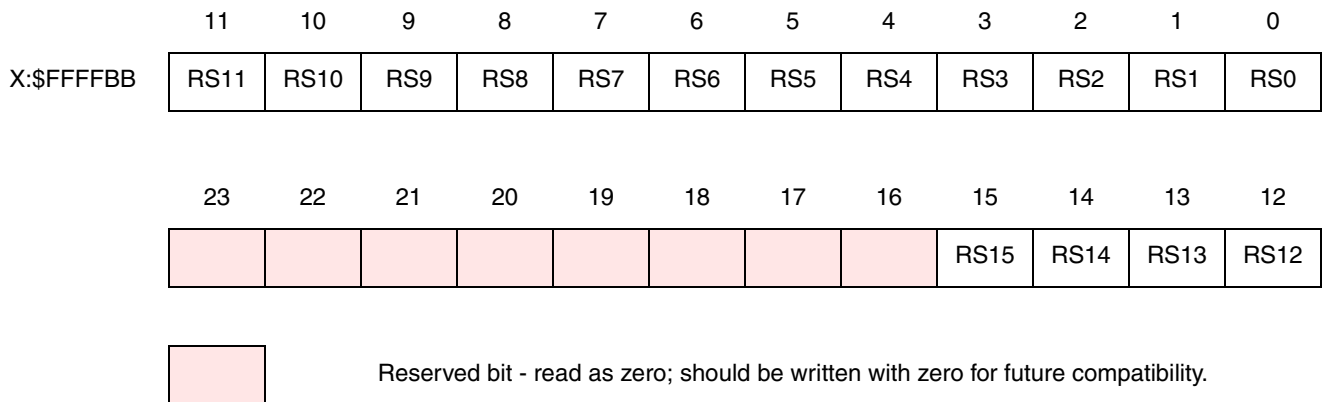 11 10 9 8 7 6 5 4 3 2 1 0
X:$FFFFBB RS11 RS10 RS9 RS8 RS7 RS6 RS5 RS4 RS3 RS2 RS1 RS0
23 22 21 20 19 18 17 16 15 14 13 12
RS15 RS14 RS13 RS12
Reserved bit - read as zero; should be written with zero for future compatibility.